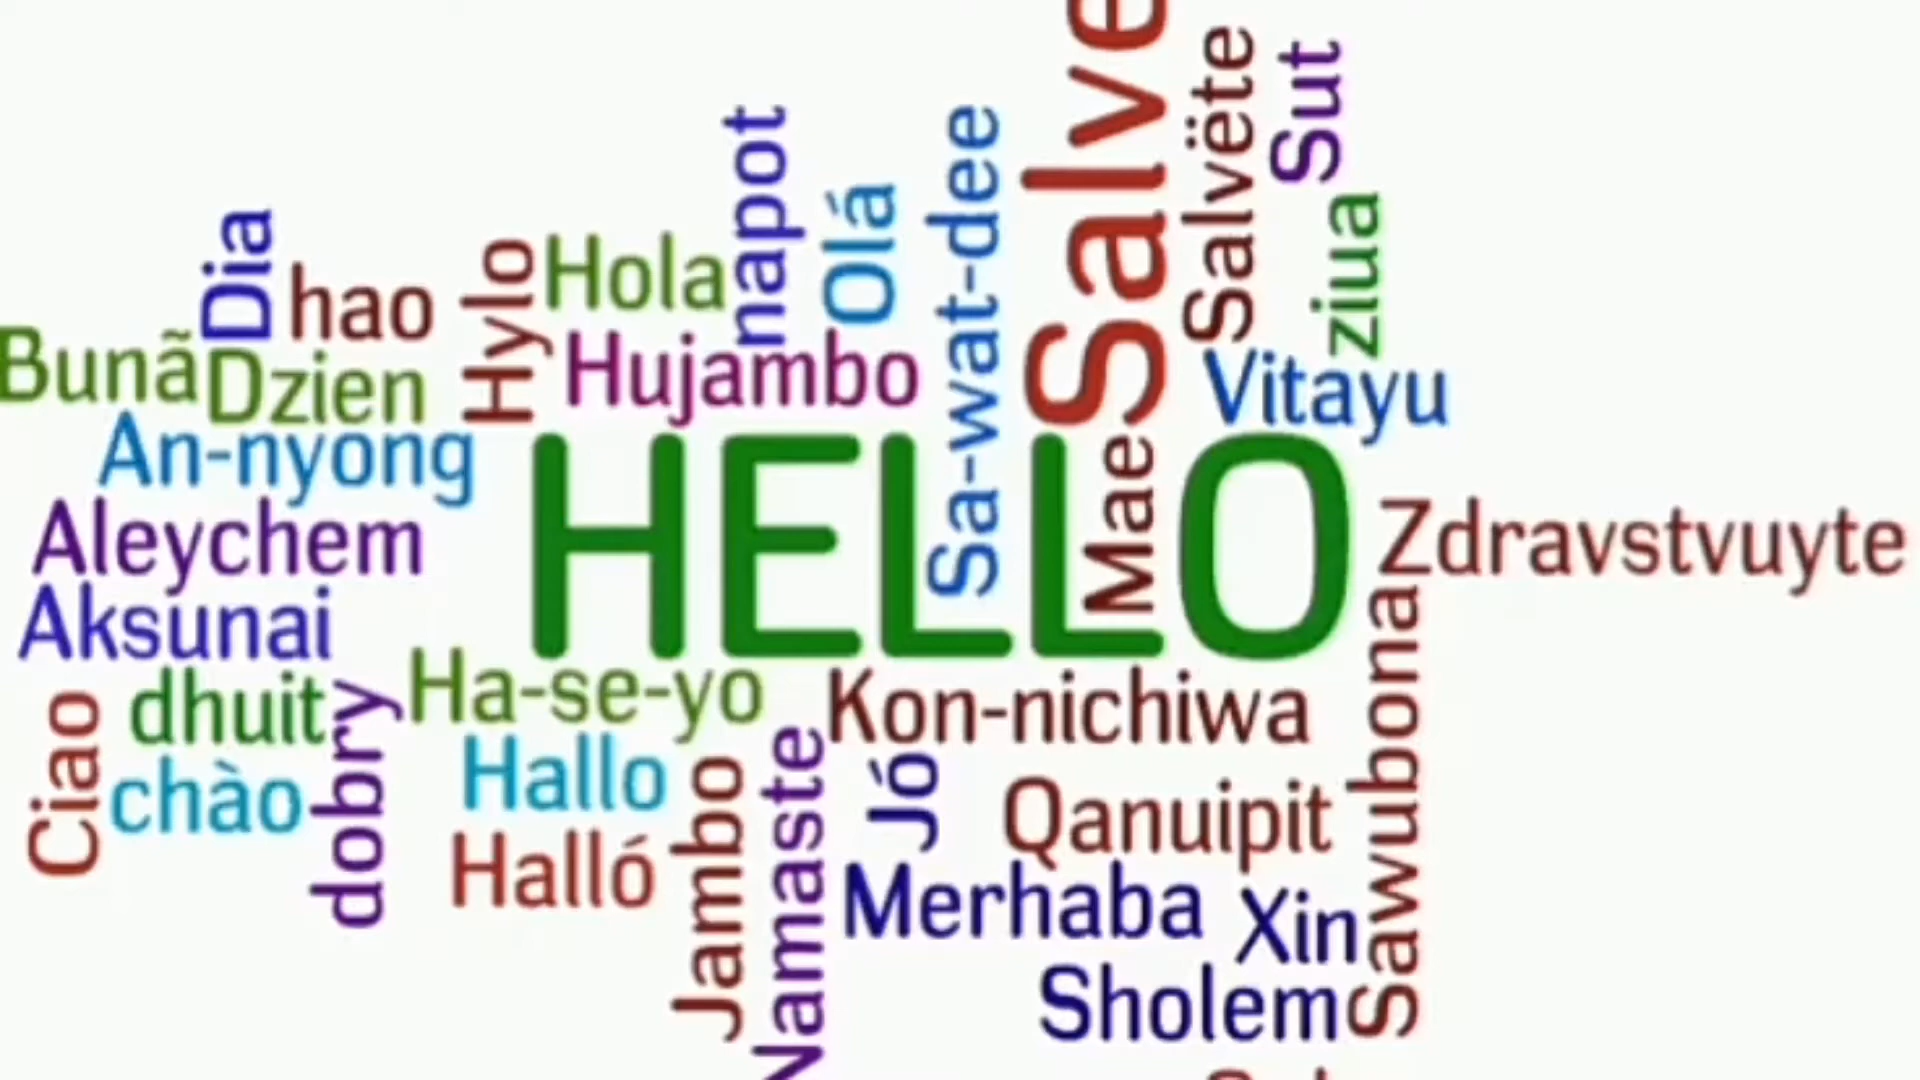 Salve
Salvëte
Sut
napot
Sa-wat-dee
Olá
Dia
hao
Hylo
Hola
ziua
Bunã
Dzien
Hujambo
Vitayu
An-nyong
HELLO
Mae
Aleychem
Zdravstvuyte
Aksunai
Sawubona
dhuit
dobry
Ha-se-yo
Kon-nichiwa
Ciao
chào
Hallo
Jambo
Namaste
Jó
Qanuipit
Halló
Merhaba
Xin
Sholem